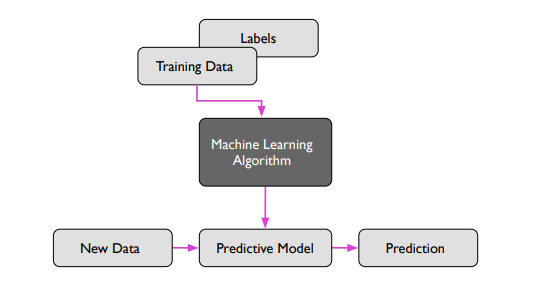 Labels
Training Data
Machine Learning
Algorithm
New Data
Predictive Model
Prediction